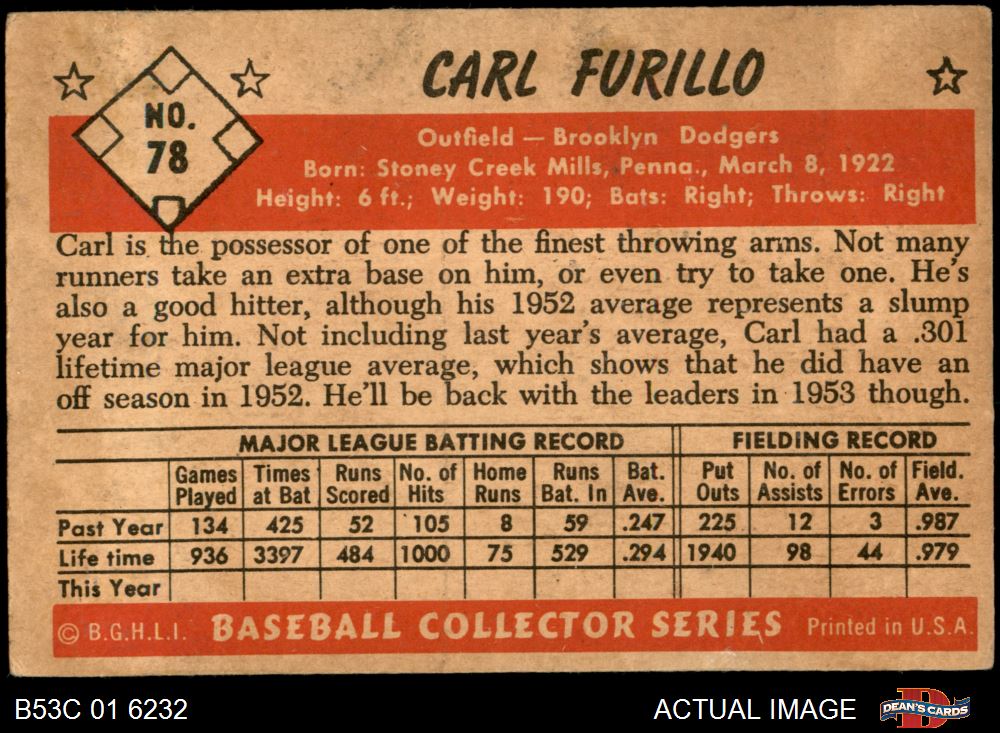 CARL FURILLO
NO.
78
Outfield — Brooklyn Dodgers
Born: Stoney Creek Mills, Penna., March 8, 1922
Height: 6 ft.; Weight: 190; Bats: Right; Throws: Right
Carl is the possessor of one of the finest throwing arms. Not many
runners take an extra base on him, or even try to take one. He's
also a good hitter, although his 1952 average represents a slump
year for him. Not including last year's average, Carl had a .301
lifetime major league average, which shows that he did have an
off season in 1952. He'll be back with the leaders in 1953 though.
MAJOR LEAGUE BATTING RECORD FIELDING RECORD
Games Times Runs No. of Home Runs Bat. Put No. of No. of Field.
Played at Bat Scored Hits Runs Bat. In Ave. Outs Assists Errors Ave.
Past Year 134 425 52 105 8 59 .247 225 12 3 .987
Life time 936 3397 484 1000 75 529 .294 1940 98 44 .979
This Year
© B.G.H.L.I. BASEBALL COLLECTOR SERIES Printed in U.S.A.
B53C 01 6232 ACTUAL IMAGE DEAN'S CARDS